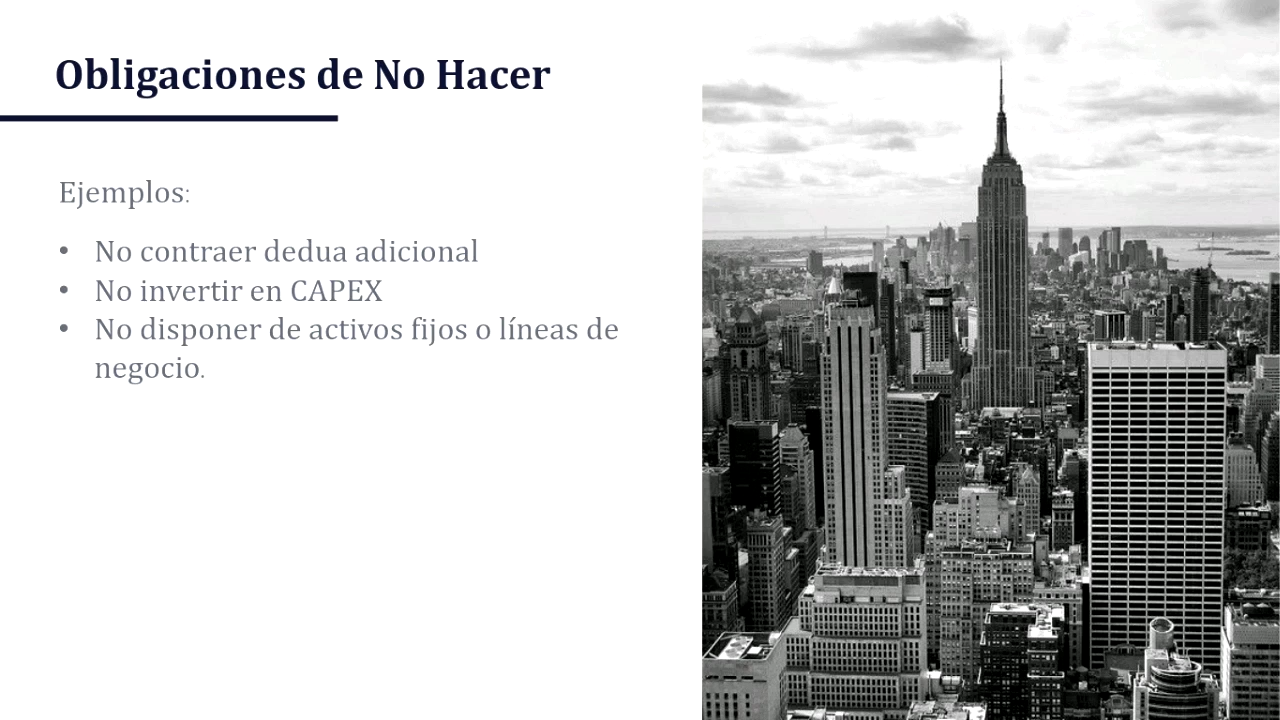 Obligaciones de No Hacer
Ejemplos:
• No contraer dedua adicional
• No invertir en CAPEX
• No disponer de activos fijos o líneas de
negocio.